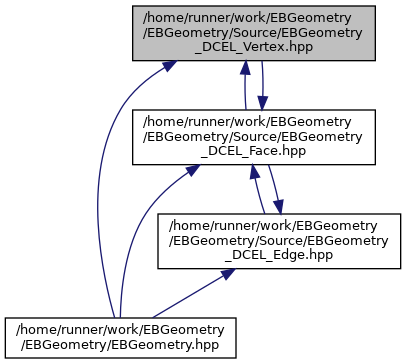 /home/runner/work/EBGeometry
/EBGeometry/Source/EBGeometry
_DCEL_Vertex.hpp
/home/runner/work/EBGeometry
/EBGeometry/Source/EBGeometry
_DCEL_Face.hpp
/home/runner/work/EBGeometry
/EBGeometry/Source/EBGeometry
_DCEL_Edge.hpp
/home/runner/work/EBGeometry
/EBGeometry/EBGeometry.hpp